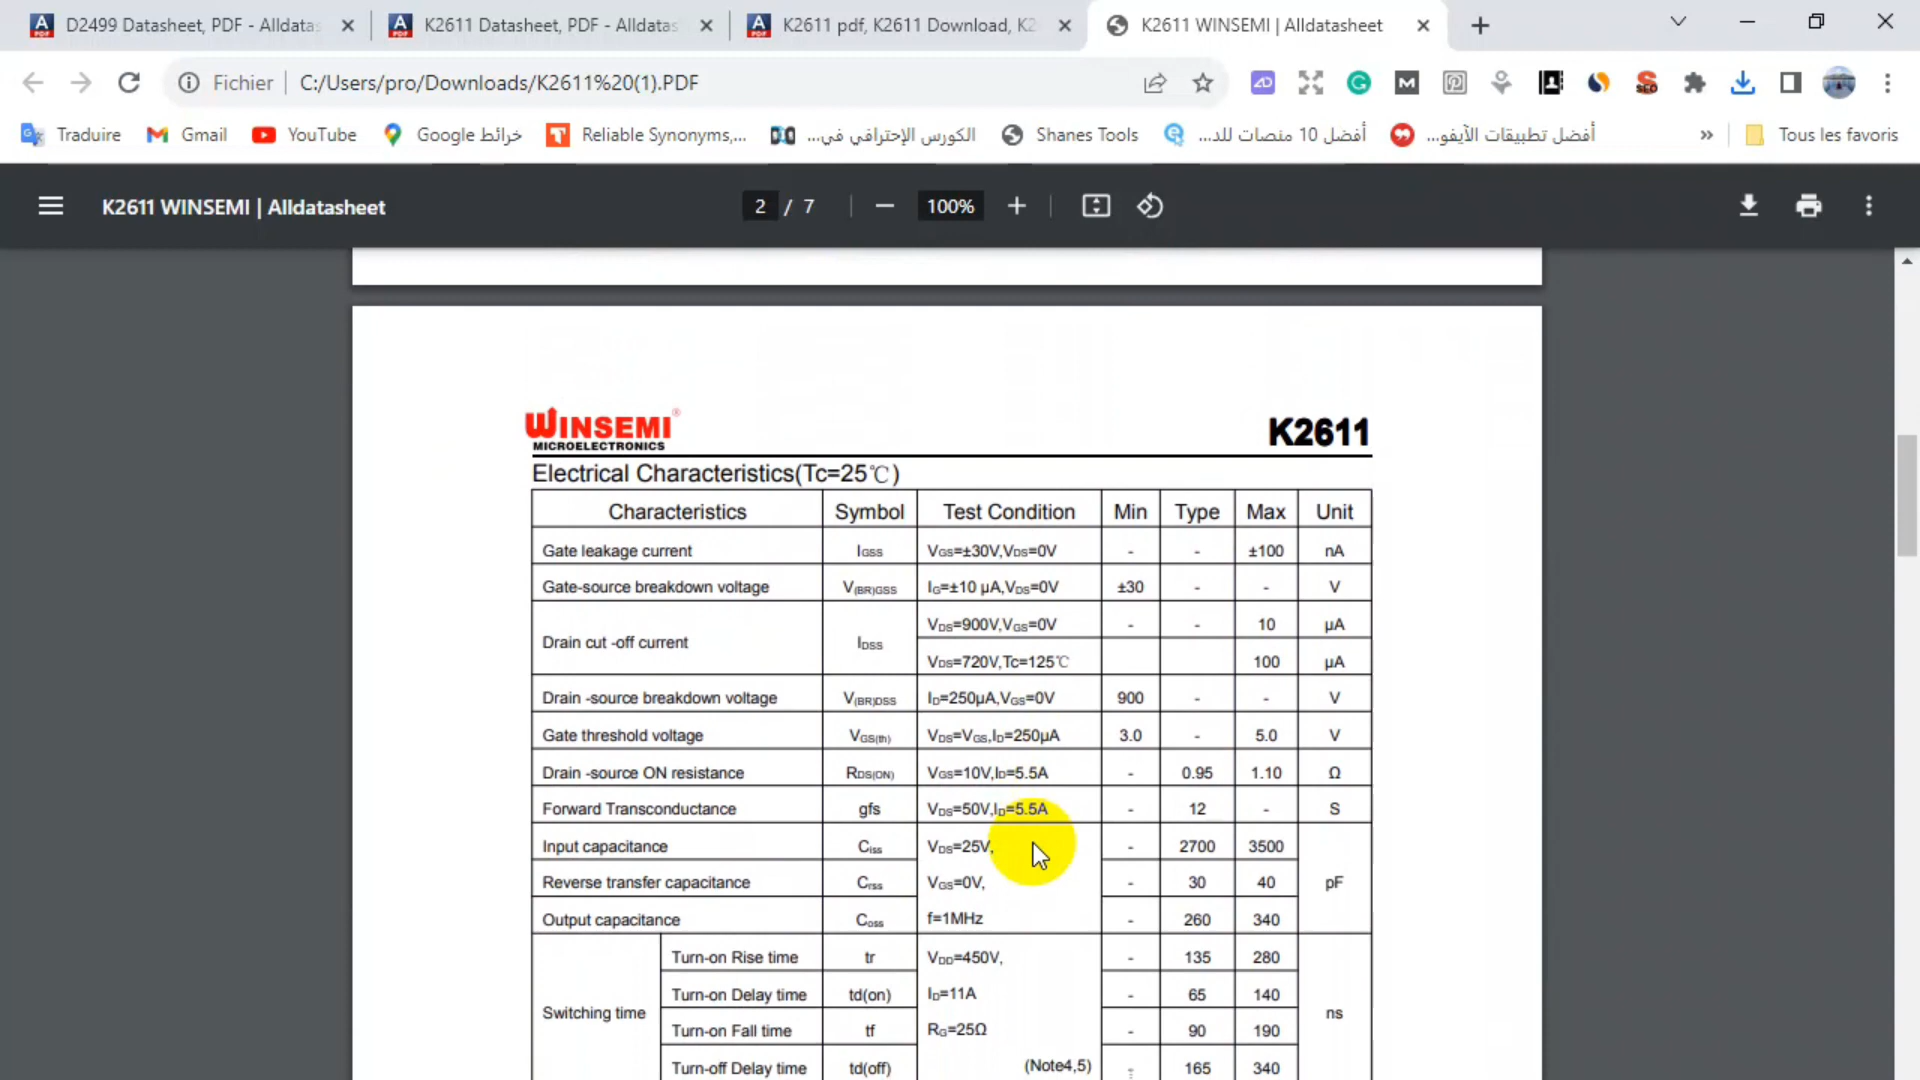 D2499 Datasheet, PDF - Alldatas
K2611 Datasheet, PDF - Alldatas
K2611 pdf, K2611 Download, K2
K2611 WINSEMI | Alldatasheet
Fichier C:/Users/pro/Downloads/K2611%20(1).PDF
Traduire Gmail YouTube خرائط Google Reliable Synonyms,... الكورس الإحترافي في... Shanes Tools أفضل 10 منصات للد... أفضل تطبيقات الآيفو... » Tous les favoris
K2611 WINSEMI | Alldatasheet 2 / 7 100%
WINSEMI®
MICROELECTRONICS
K2611
Electrical Characteristics(Tc=25℃)
Characteristics Symbol Test Condition Min Type Max Unit
Gate leakage current IGSS VGS=±30V,VDS=0V - - ±100 nA
Gate-source breakdown voltage V(BR)GSS IG=±10 µA,VDS=0V ±30 - - V
Drain cut -off current IDSS VDS=900V,VGS=0V - - 10 µA
VDS=720V,Tc=125℃ 100 µA
Drain -source breakdown voltage V(BR)DSS ID=250µA,VGS=0V 900 - - V
Gate threshold voltage VGS(th) VDS=VGS,ID=250µA 3.0 - 5.0 V
Drain -source ON resistance RDS(ON) VGS=10V,ID=5.5A - 0.95 1.10 Ω
Forward Transconductance gfs VDS=50V,ID=5.5A - 12 - S
Input capacitance Ciss VDS=25V, - 2700 3500
Reverse transfer capacitance Crss VGS=0V, - 30 40 pF
Output capacitance Coss f=1MHz - 260 340
Turn-on Rise time tr VDD=450V, - 135 280
Turn-on Delay time td(on) ID=11A - 65 140
Switching time ns
Turn-on Fall time tf RG=25Ω - 90 190
Turn-off Delay time td(off) (Note4,5) - 165 340